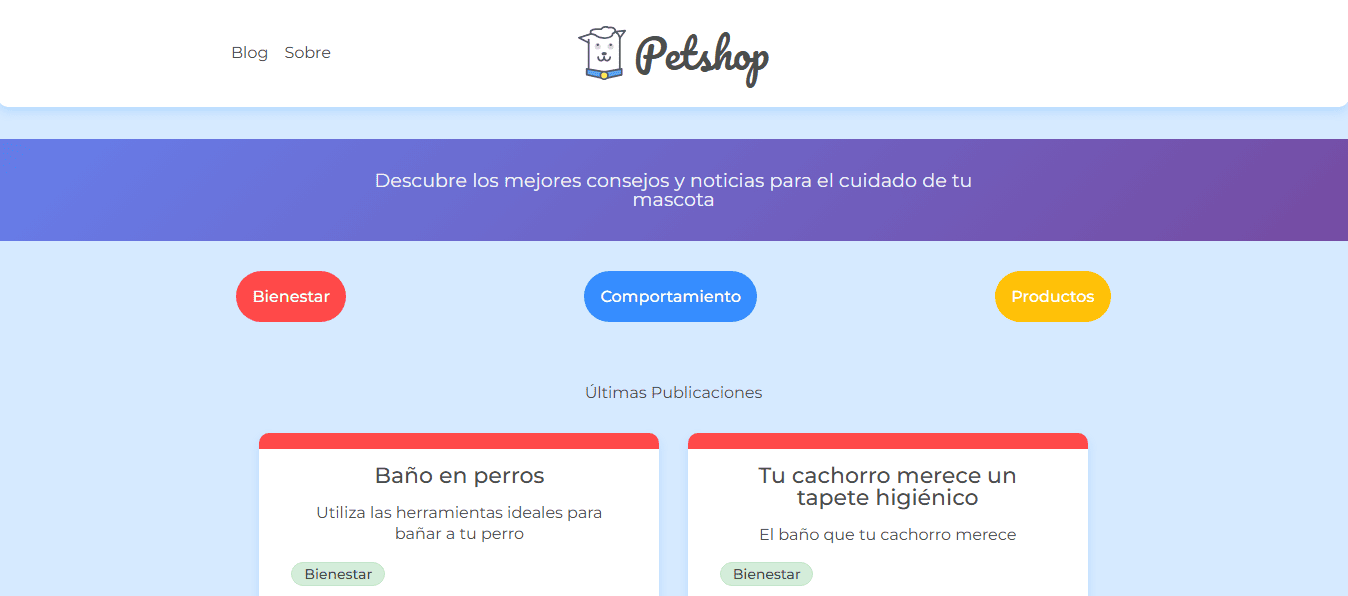 Blog Sobre
Petshop
Descubre los mejores consejos y noticias para el cuidado de tu
mascota
Bienestar
Comportamiento
Productos
Últimas Publicaciones
Baño en perros
Utiliza las herramientas ideales para
bañar a tu perro
Bienestar
Tu cachorro merece un
tapete higiénico
El baño que tu cachorro merece
Bienestar